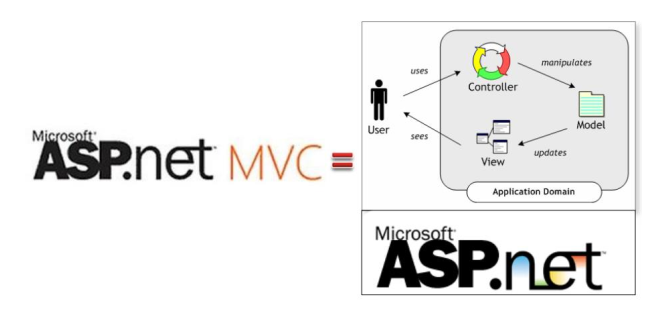 Microsoft
ASP.net MVC =
uses
manipulates
Controller
User
Model
sees
View
updates
Application Domain
Microsoft
ASP.net